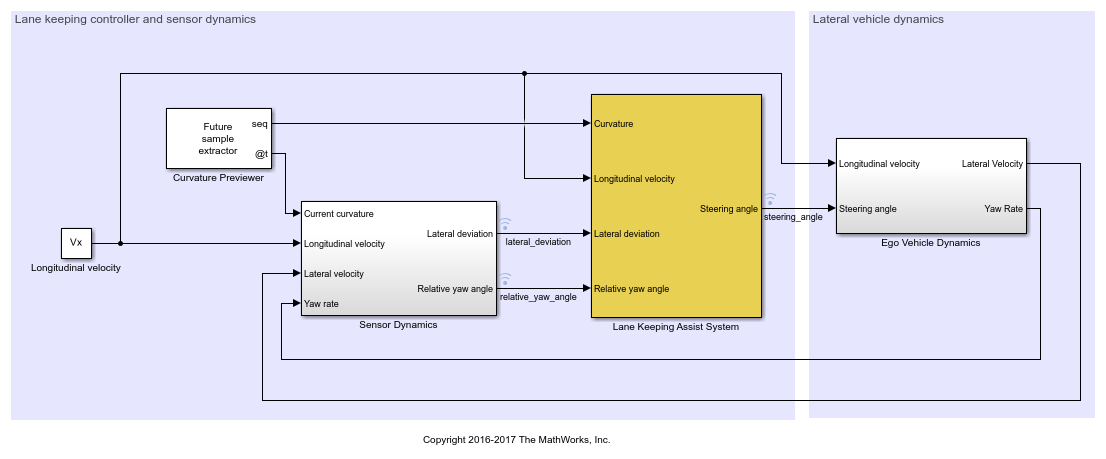 Lane keeping controller and sensor dynamics
Lateral vehicle dynamics
Future
sample
extractor
seq
@t
Curvature Previewer
Vx
Longitudinal velocity
Current curvature
Longitudinal velocity
Lateral velocity
Yaw rate
Lateral deviation
Relative yaw angle
Sensor Dynamics
lateral_deviation
relative_yaw_angle
Curvature
Longitudinal velocity
Lateral deviation
Relative yaw angle
Steering angle
Lane Keeping Assist System
steering_angle
Longitudinal velocity
Steering angle
Lateral Velocity
Yaw Rate
Ego Vehicle Dynamics
Copyright 2016-2017 The MathWorks, Inc.